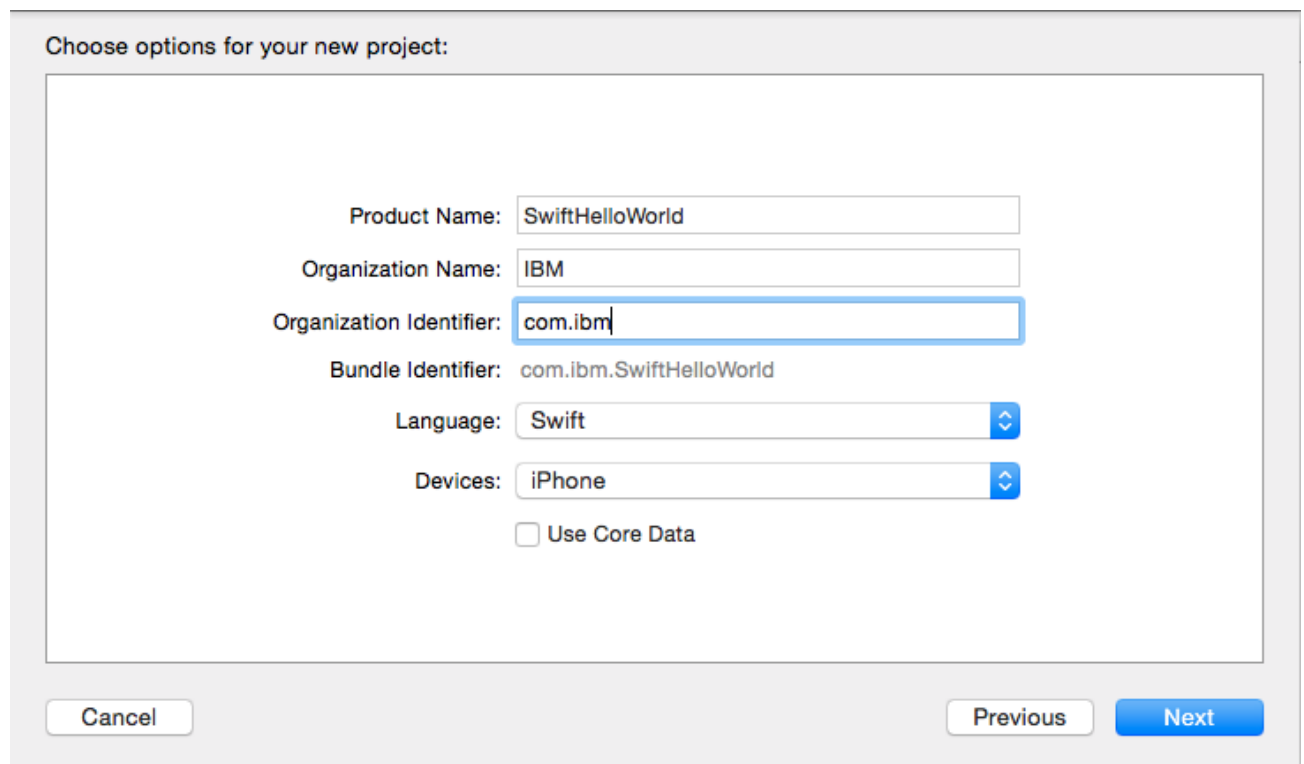 Choose options for your new project:
Product Name: SwiftHelloWorld
Organization Name: IBM
Organization Identifier: com.ibm
Bundle Identifier: com.ibm.SwiftHelloWorld
Language: Swift
Devices: iPhone
Use Core Data
Cancel Previous Next